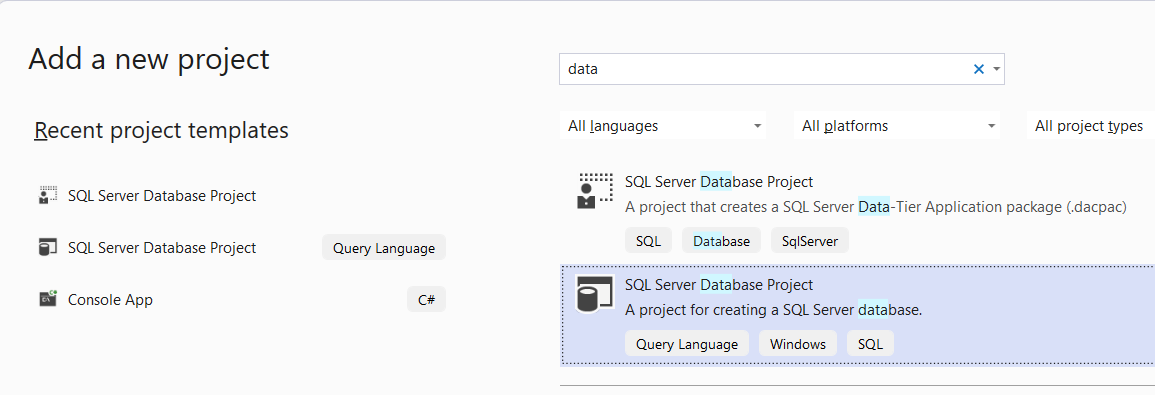 Add a new project
data
Recent project templates
All languages
All platforms
All project types
SQL Server Database Project
SQL Server Database Project
Query Language
Console App
C#
SQL Server Database Project
A project that creates a SQL Server Data-Tier Application package (.dacpac)
SQL
Database
SqlServer
SQL Server Database Project
A project for creating a SQL Server database.
Query Language
Windows
SQL